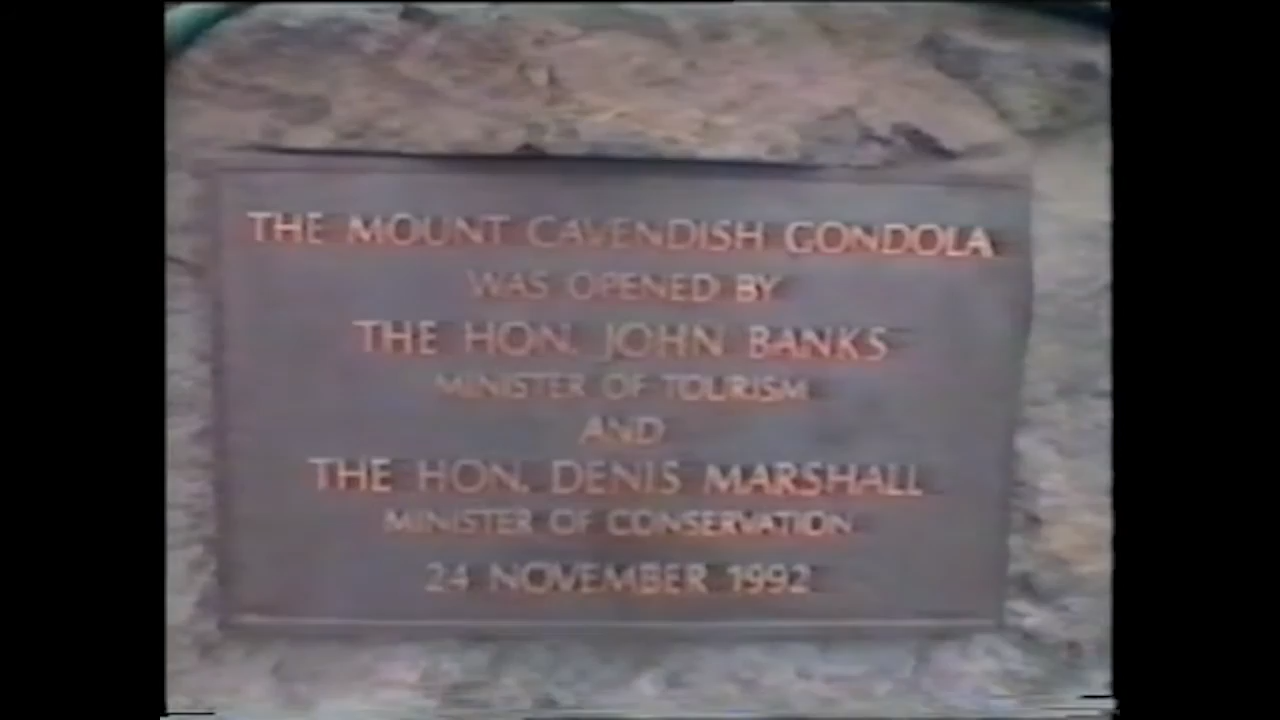 THE MOUNT CAVENDISH GONDOLA
WAS OPENED BY
THE HON. JOHN BANKS
MINISTER OF TOURISM
AND
THE HON. DENIS MARSHALL
MINISTER OF CONSERVATION
24 NOVEMBER 1992